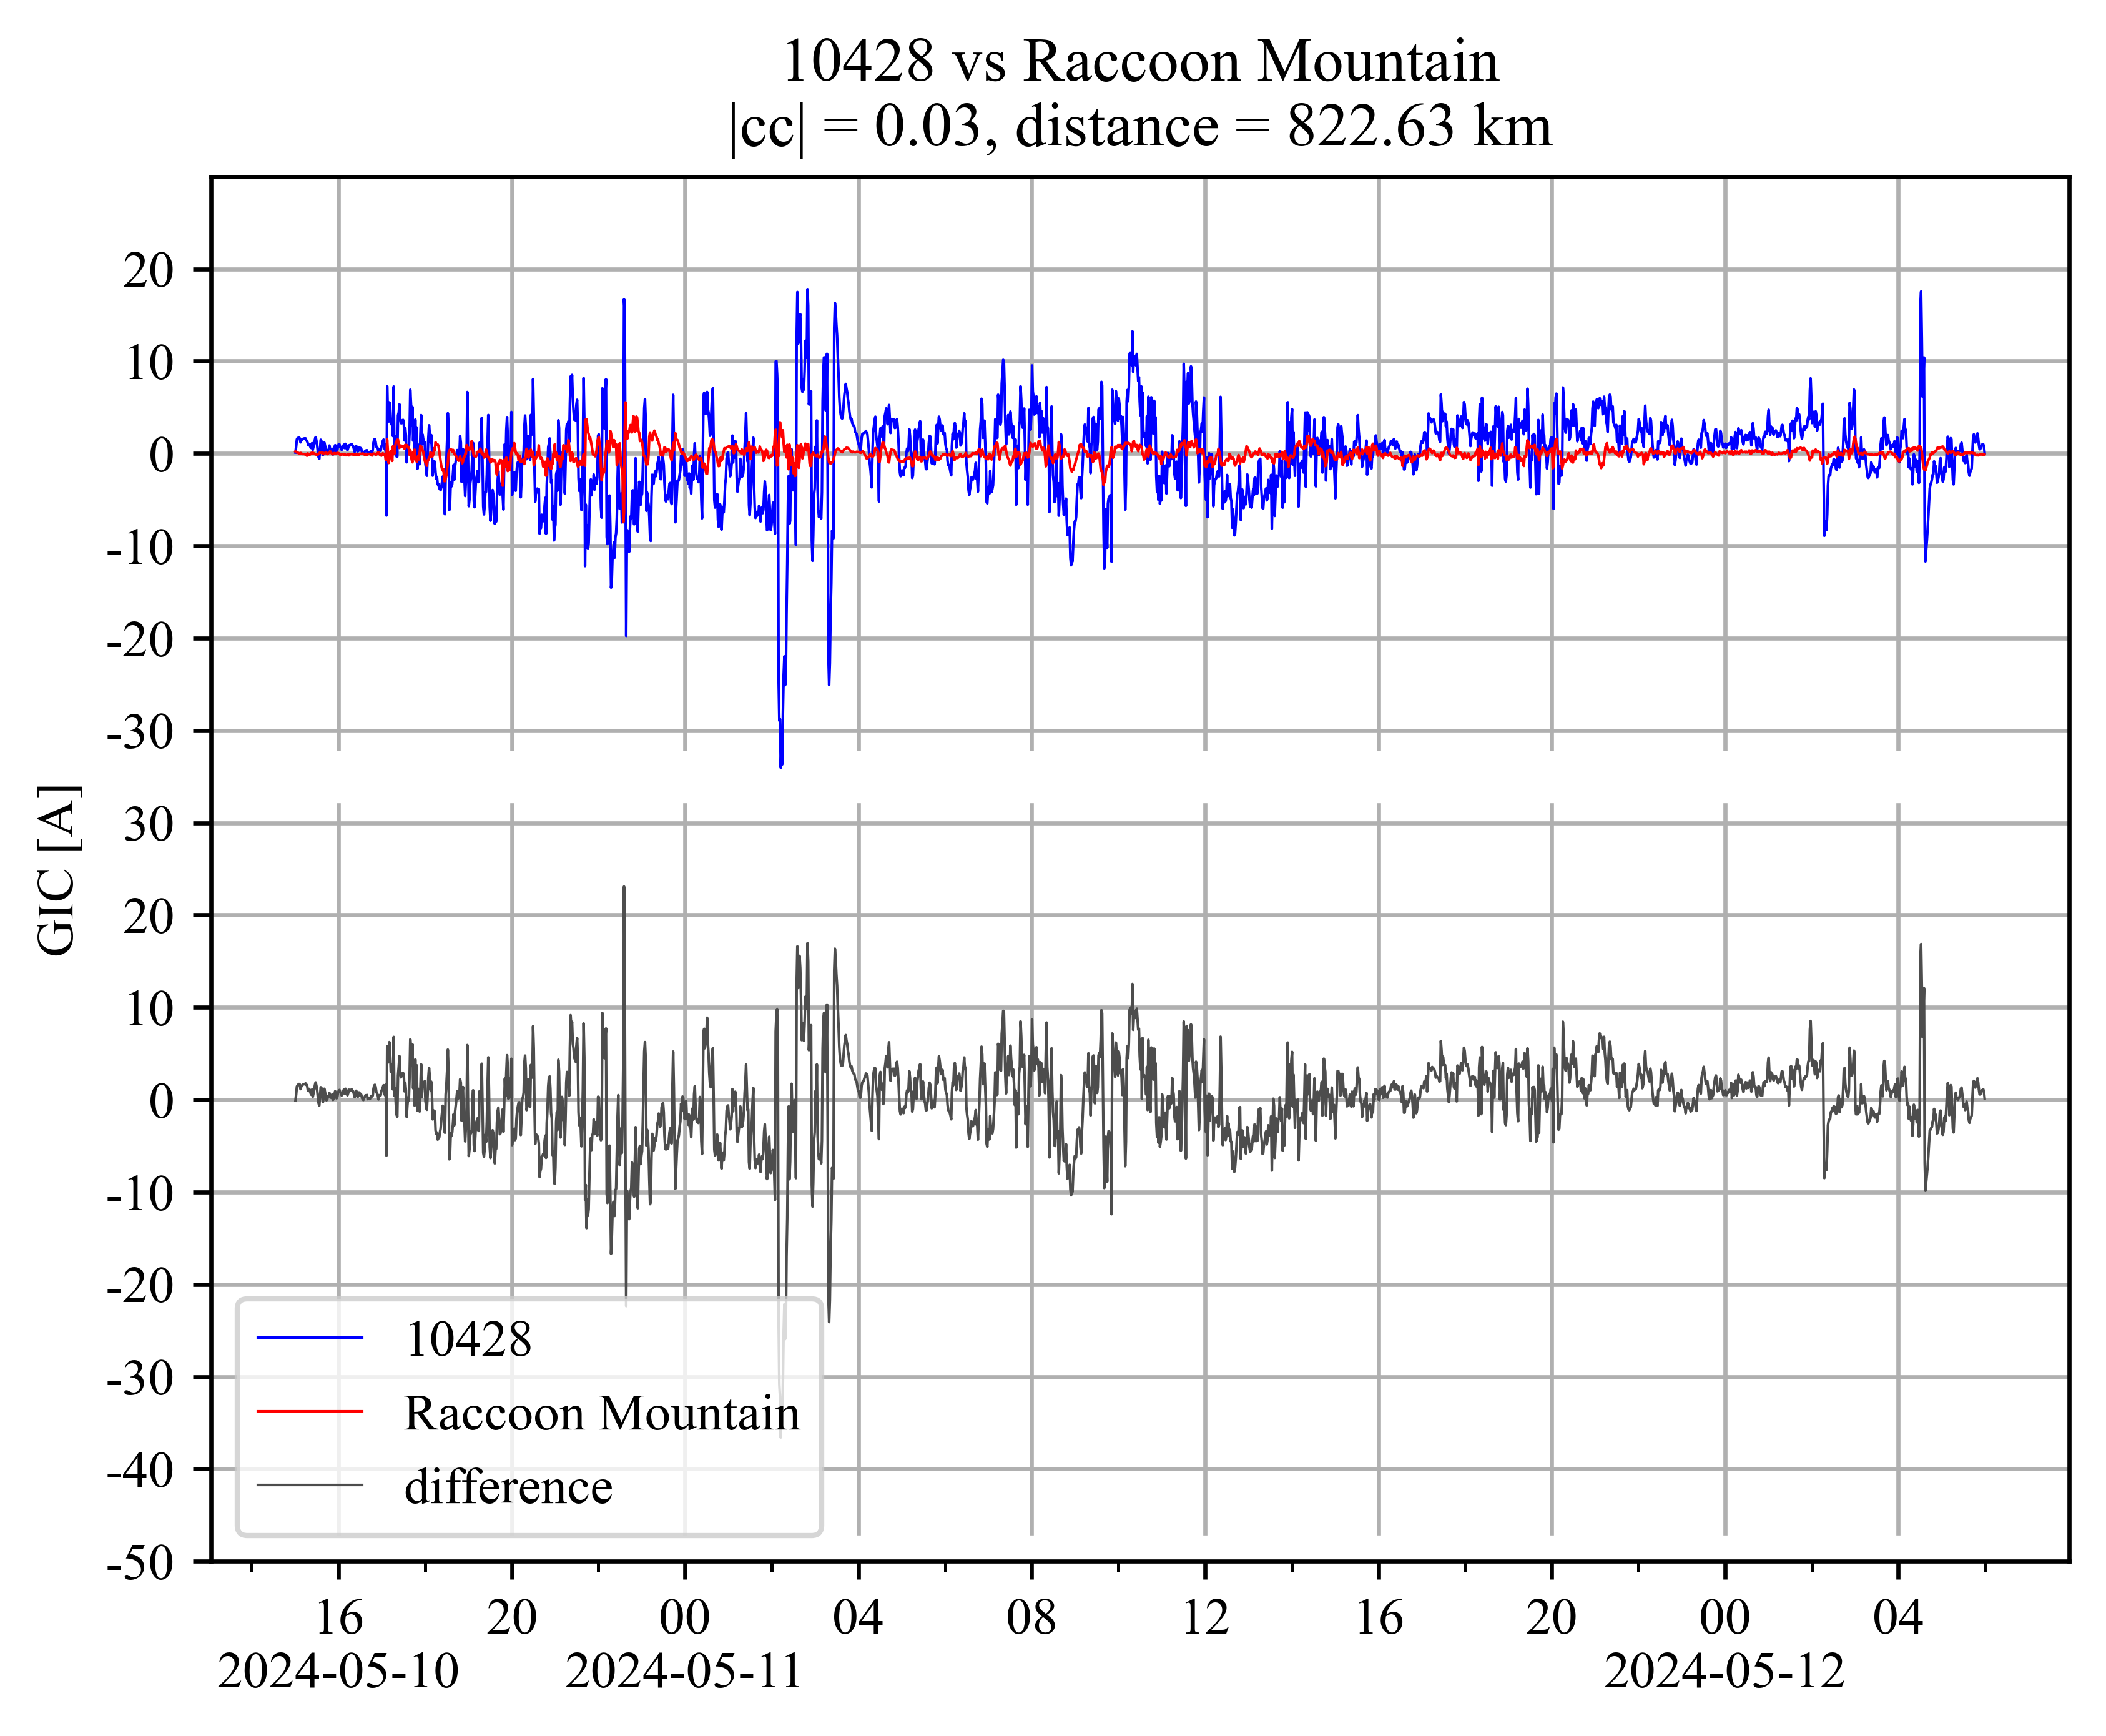 10428 vs Raccoon Mountain
|cc| = 0.03, distance = 822.63 km
GIC [A]
20
10
0
-10
-20
-30
30
20
10
0
-10
-20
-30
-40
-50
10428
Raccoon Mountain
difference
16 20 00 04 08 12 16 20 00 04
2024-05-10 2024-05-11 2024-05-12